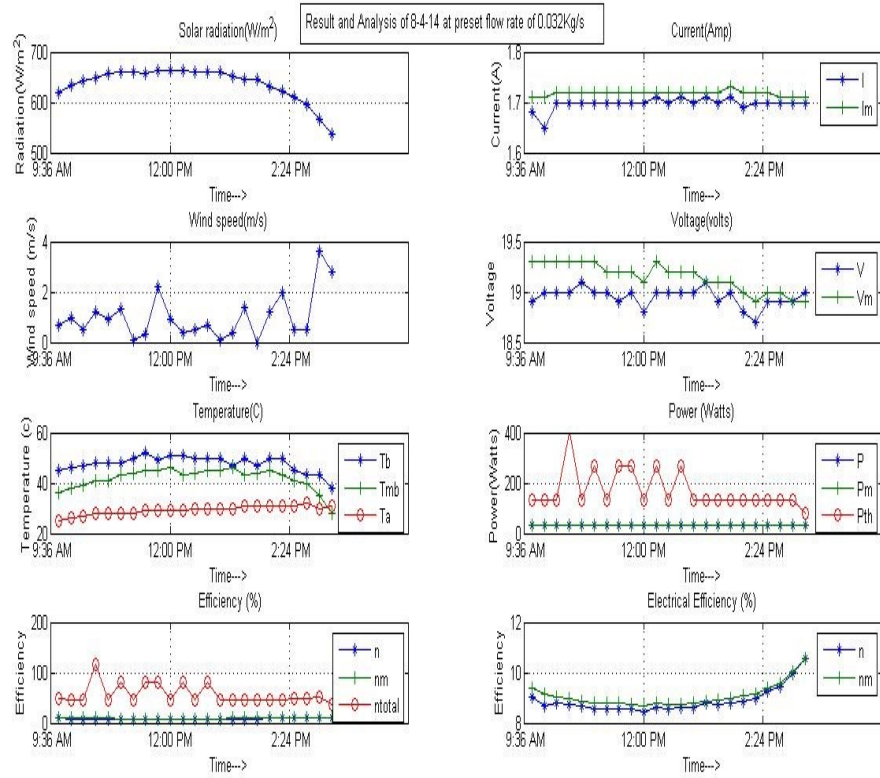 Result and Analysis of 8-4-14 at preset flow rate of 0.032Kg/s
Solar radiation(W/m²)
Radiation(W/m²)
700
600
500
9:36 AM 12:00 PM 2:24 PM
Time--->
Current(Amp)
Current(A)
1.8
1.7
1.6
9:36 AM 12:00 PM 2:24 PM
Time--->
I
Im
Wind speed(m/s)
Wind speed (m/s)
4
2
0
9:36 AM 12:00 PM 2:24 PM
Time--->
Voltage(volts)
Voltage
19.5
19
18.5
9:36 AM 12:00 PM 2:24 PM
Time--->
V
Vm
Temperature(C)
Temperature (c)
60
40
20
9:36 AM 12:00 PM 2:24 PM
Time--->
Tb
Tmb
Ta
Power (Watts)
Power(Watts)
400
200
0
9:36 AM 12:00 PM 2:24 PM
Time--->
P
Pm
Pth
Efficiency (%)
Efficiency
200
100
0
9:36 AM 12:00 PM 2:24 PM
Time--->
n
nm
ntotal
Electrical Efficiency (%)
Efficiency
12
10
8
9:36 AM 12:00 PM 2:24 PM
Time--->
n
nm